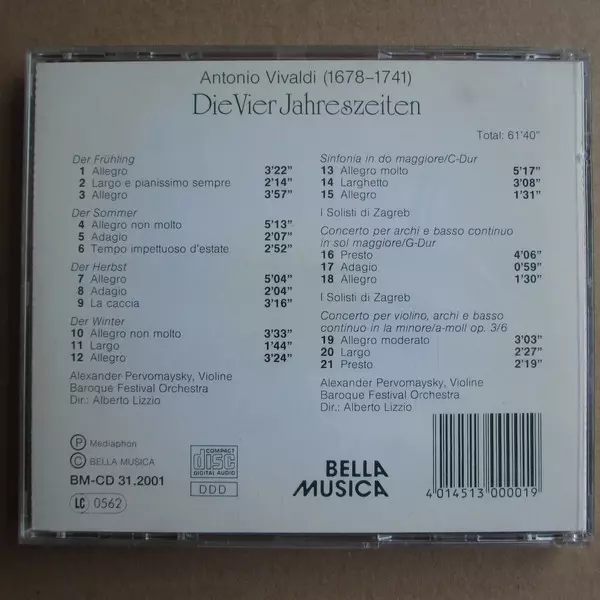 Antonio Vivaldi (1678–1741)
Die Vier Jahreszeiten
Total: 61'40"
Der Frühling
1 Allegro 3'22"
2 Largo e pianissimo sempre 2'14"
3 Allegro 3'57"
Der Sommer
4 Allegro non molto 5'13"
5 Adagio 2'07"
6 Tempo impettuoso d'estate 2'52"
Der Herbst
7 Allegro 5'04"
8 Adagio 2'04"
9 La caccia 3'16"
Der Winter
10 Allegro non molto 3'33"
11 Largo 1'44"
12 Allegro 3'24"
Alexander Pervomaysky, Violine
Baroque Festival Orchestra
Dir.: Alberto Lizzio
Sinfonia in do maggiore/C-Dur
13 Allegro molto 5'17"
14 Larghetto 3'08"
15 Allegro 1'31"
I Solisti di Zagreb
Concerto per archi e basso continuo
in sol maggiore/G-Dur
16 Presto 4'06"
17 Adagio 0'59"
18 Allegro 1'30"
I Solisti di Zagreb
Concerto per violino, archi e basso
continuo in la minore/a-moll op. 3/6
19 Allegro moderato 3'03"
20 Largo 2'27"
21 Presto 2'19"
Alexander Pervomaysky, Violine
Baroque Festival Orchestra
Dir.: Alberto Lizzio
Ⓟ Mediaphon
Ⓒ BELLA MUSICA
BM-CD 31.2001
LC 0562
COMPACT
disc
DIGITAL AUDIO
DDD
BELLA
MUSICA
4 014513 000019